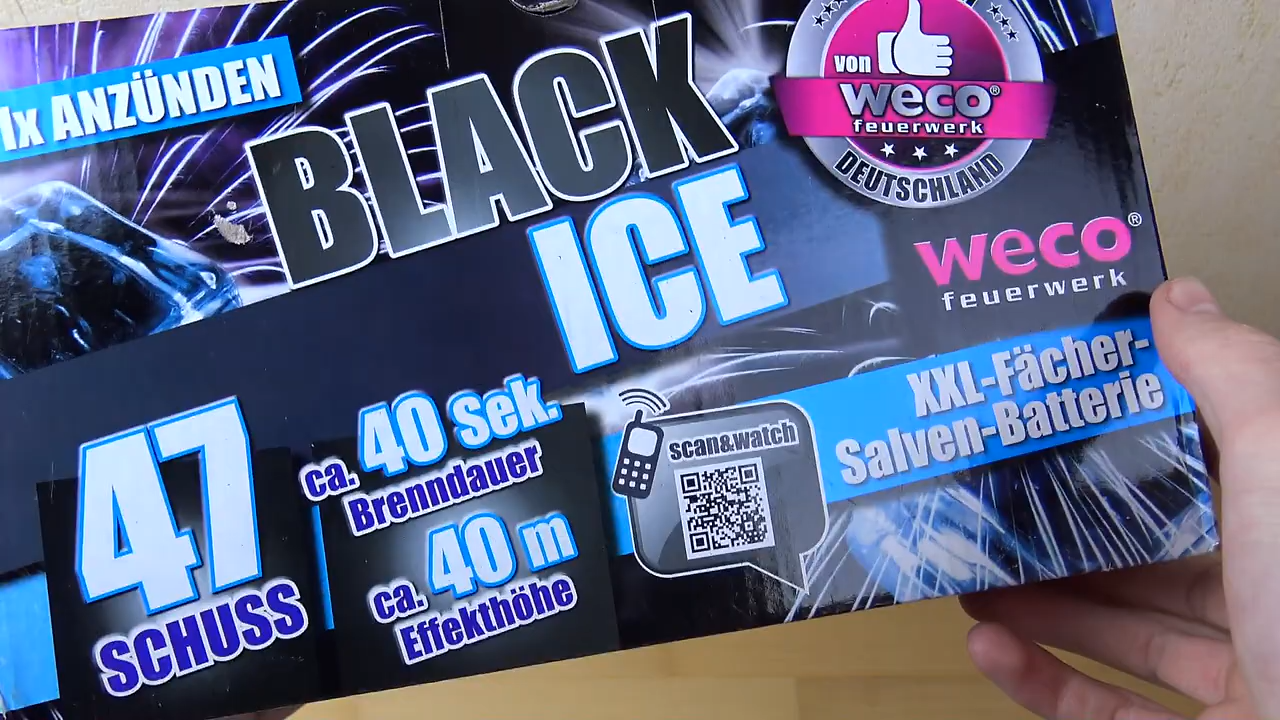 1x ANZÜNDEN
BLACK
ICE
von
weco®
feuerwerk
DEUTSCHLAND
weco®
feuerwerk
XXL-Fächer-
Salven-Batterie
scan&watch
47
SCHUSS
ca. 40 Sek.
Brenndauer
ca. 40 m
Effekthöhe